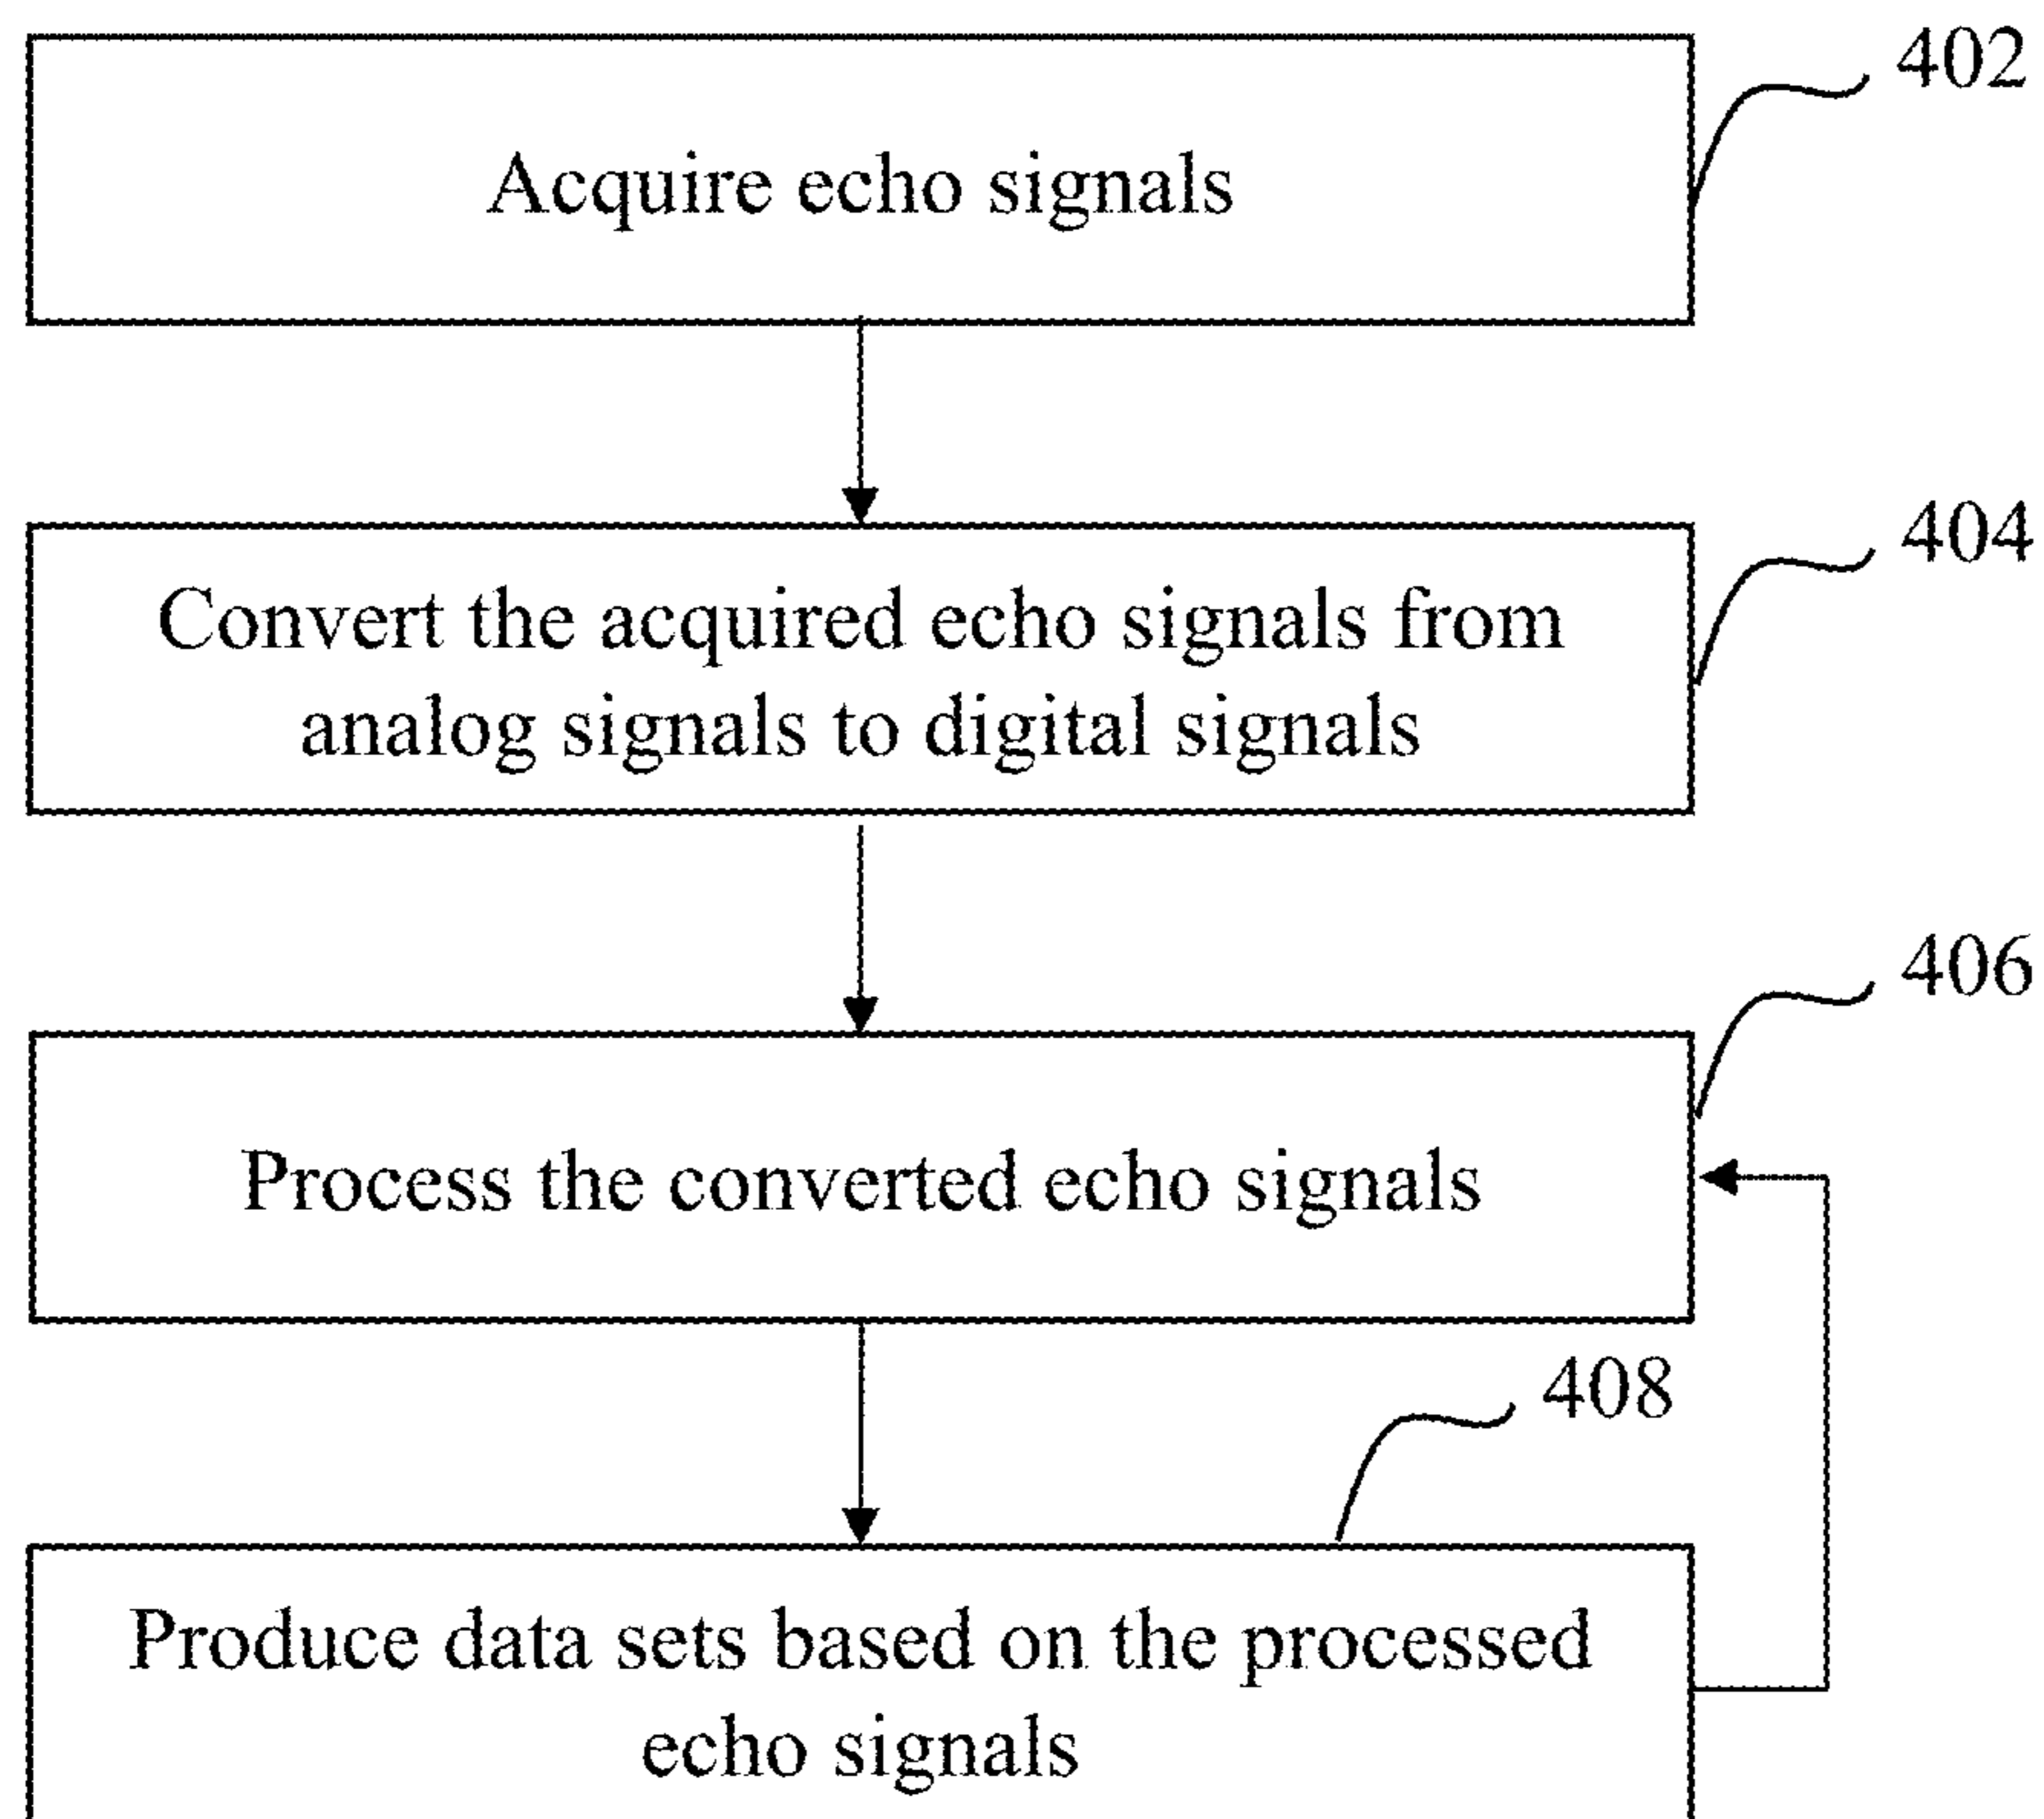 402
Acquire echo signals
404
Convert the acquired echo signals from
analog signals to digital signals
406
Process the converted echo signals
408
Produce data sets based on the processed
echo signals